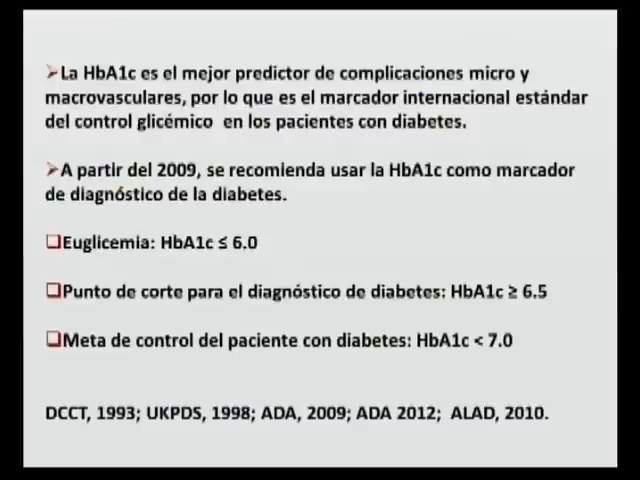 ➢La HbA1c es el mejor predictor de complicaciones micro y
macrovasculares, por lo que es el marcador internacional estándar
del control glicémico en los pacientes con diabetes.
➢A partir del 2009, se recomienda usar la HbA1c como marcador
de diagnóstico de la diabetes.
❑Euglicemia: HbA1c ≤ 6.0
❑Punto de corte para el diagnóstico de diabetes: HbA1c ≥ 6.5
❑Meta de control del paciente con diabetes: HbA1c < 7.0
DCCT, 1993; UKPDS, 1998; ADA, 2009; ADA 2012; ALAD, 2010.